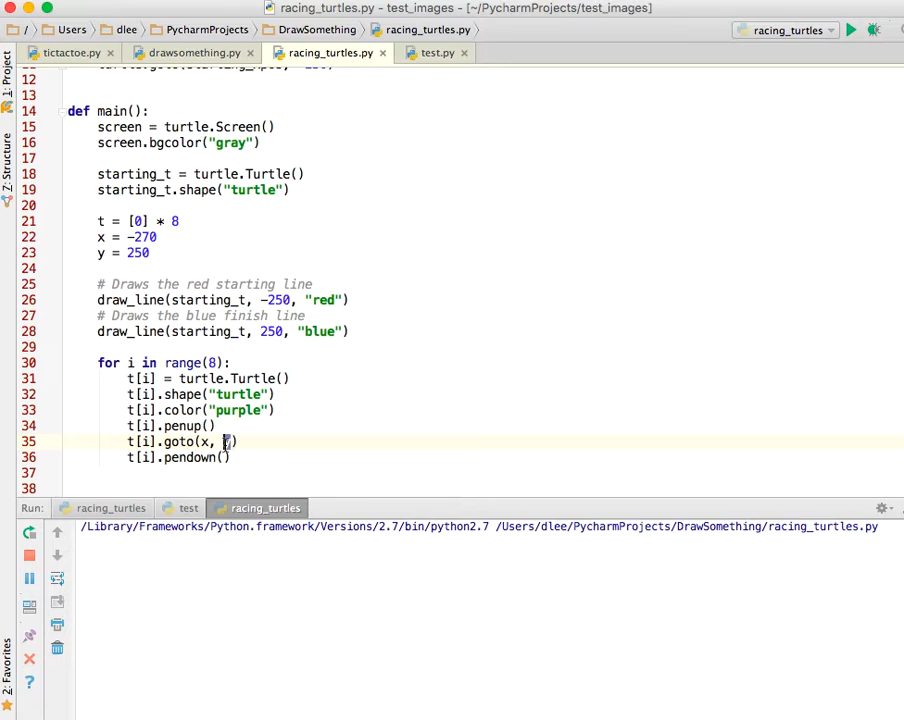 racing_turtles.py - test_images - [~/PycharmProjects/test_images]
/ Users dlee PycharmProjects DrawSomething racing_turtles.py racing_turtles
tictactoe.py drawsomething.py racing_turtles.py test.py
1: Project
Z: Structure
2: Favorites
12
13
14 def main():
15 screen = turtle.Screen()
16 screen.bgcolor("gray")
17
18 starting_t = turtle.Turtle()
19 starting_t.shape("turtle")
20
21 t = [0] * 8
22 x = -270
23 y = 250
24
25 # Draws the red starting line
26 draw_line(starting_t, -250, "red")
27 # Draws the blue finish line
28 draw_line(starting_t, 250, "blue")
29
30 for i in range(8):
31 t[i] = turtle.Turtle()
32 t[i].shape("turtle")
33 t[i].color("purple")
34 t[i].penup()
35 t[i].goto(x, )
36 t[i].pendown()
37
38
Run: racing_turtles test racing_turtles
/Library/Frameworks/Python.framework/Versions/2.7/bin/python2.7 /Users/dlee/PycharmProjects/DrawSomething/racing_turtles.py